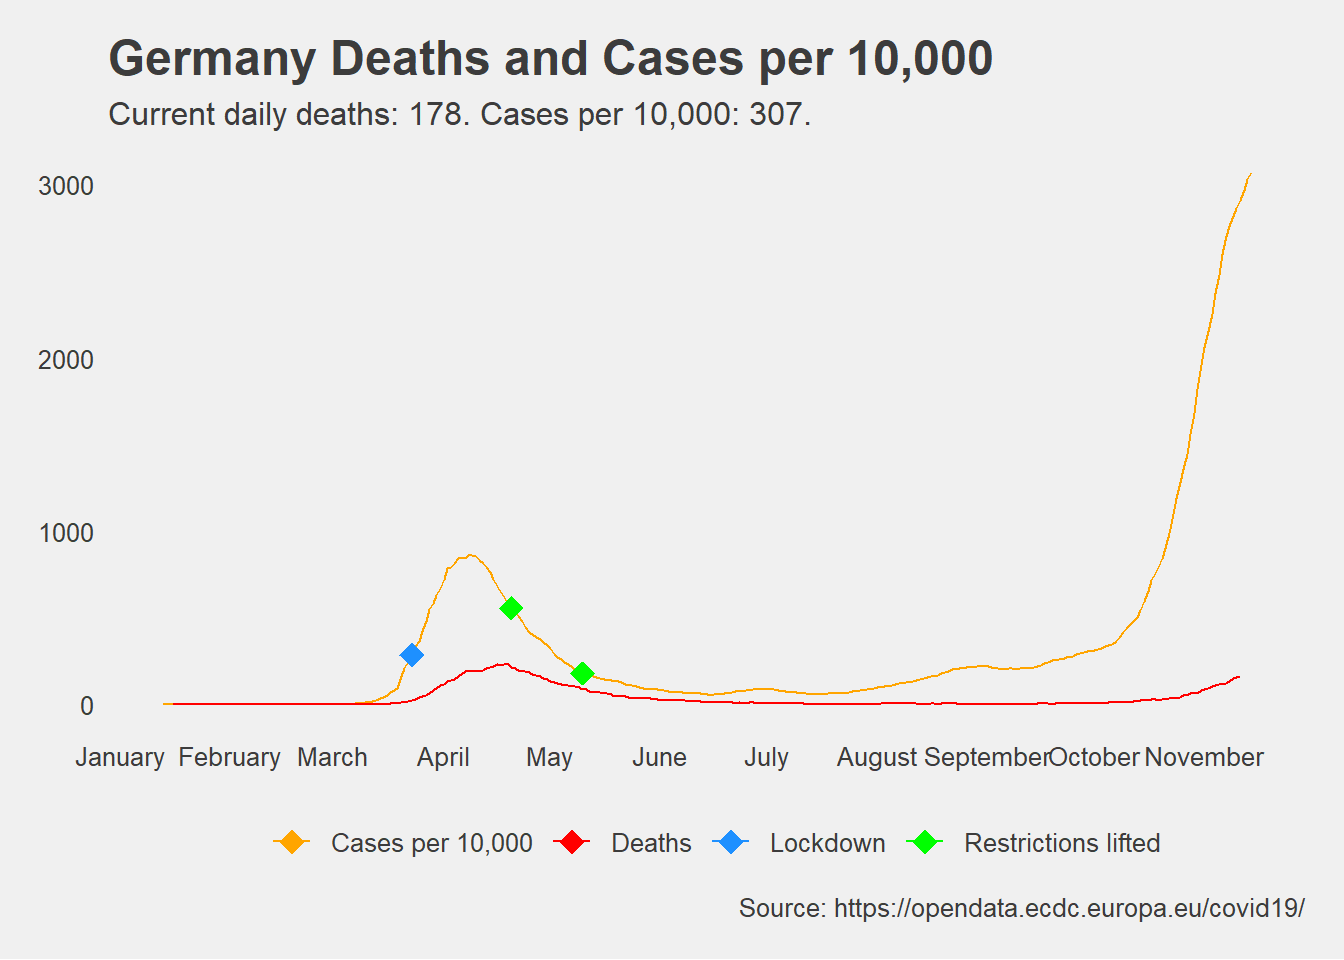 Germany Deaths and Cases per 10,000
Current daily deaths: 178. Cases per 10,000: 307.
3000
2000
1000
0
January February March April May June July August September October November
Cases per 10,000 Deaths Lockdown Restrictions lifted
Source: https://opendata.ecdc.europa.eu/covid19/